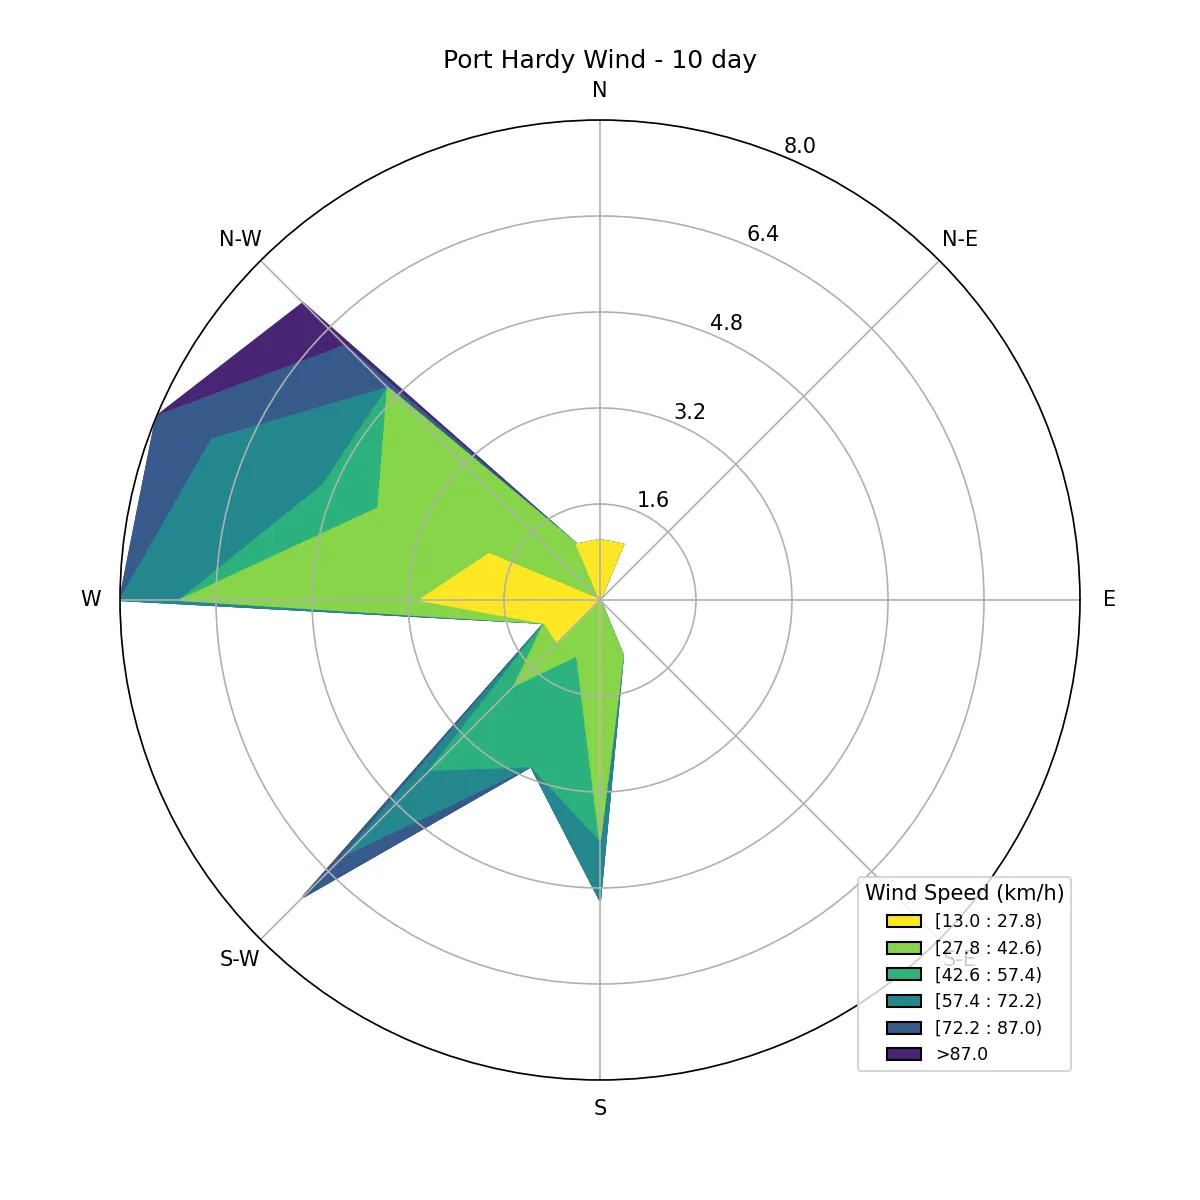 Port Hardy Wind - 10 day
N
8.0
N-W
N-E
6.4
4.8
3.2
1.6
W
E
Wind Speed (km/h)
[13.0 : 27.8)
[27.8 : 42.6)
S-W
S-E
[42.6 : 57.4)
[57.4 : 72.2)
[72.2 : 87.0)
>87.0
S